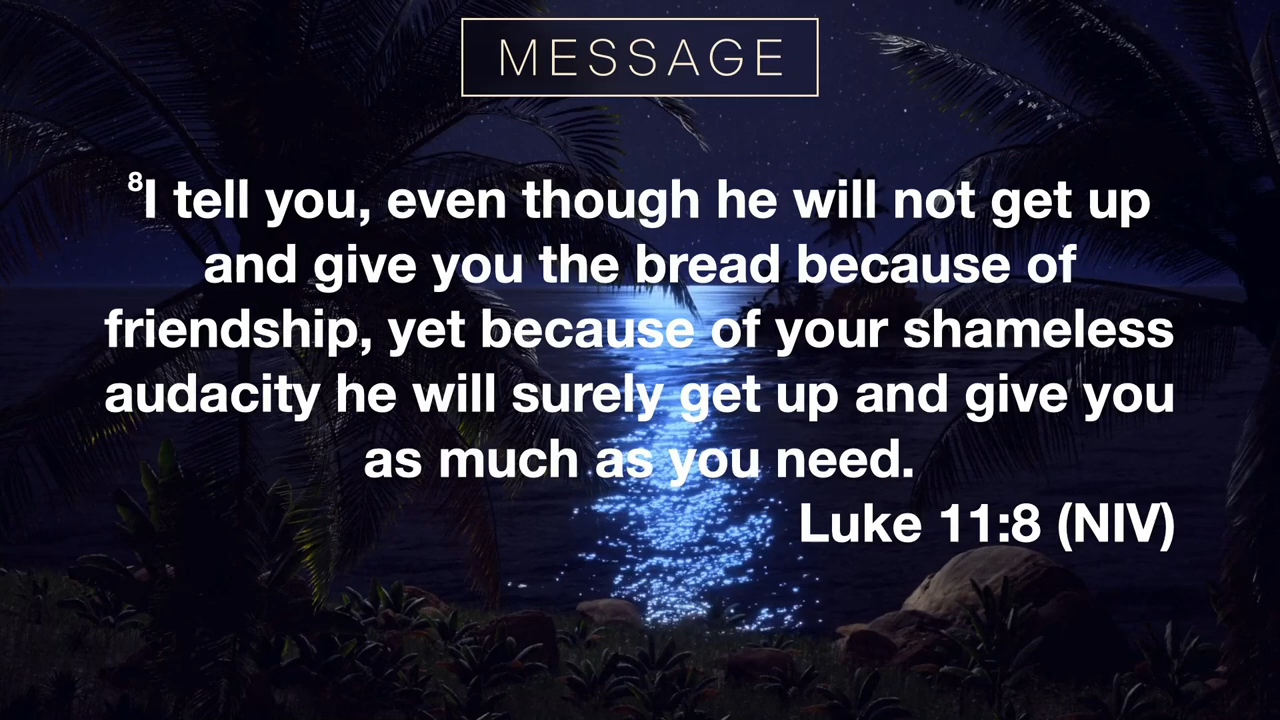 MESSAGE
⁸I tell you, even though he will not get up
and give you the bread because of
friendship, yet because of your shameless
audacity he will surely get up and give you
as much as you need.
Luke 11:8 (NIV)